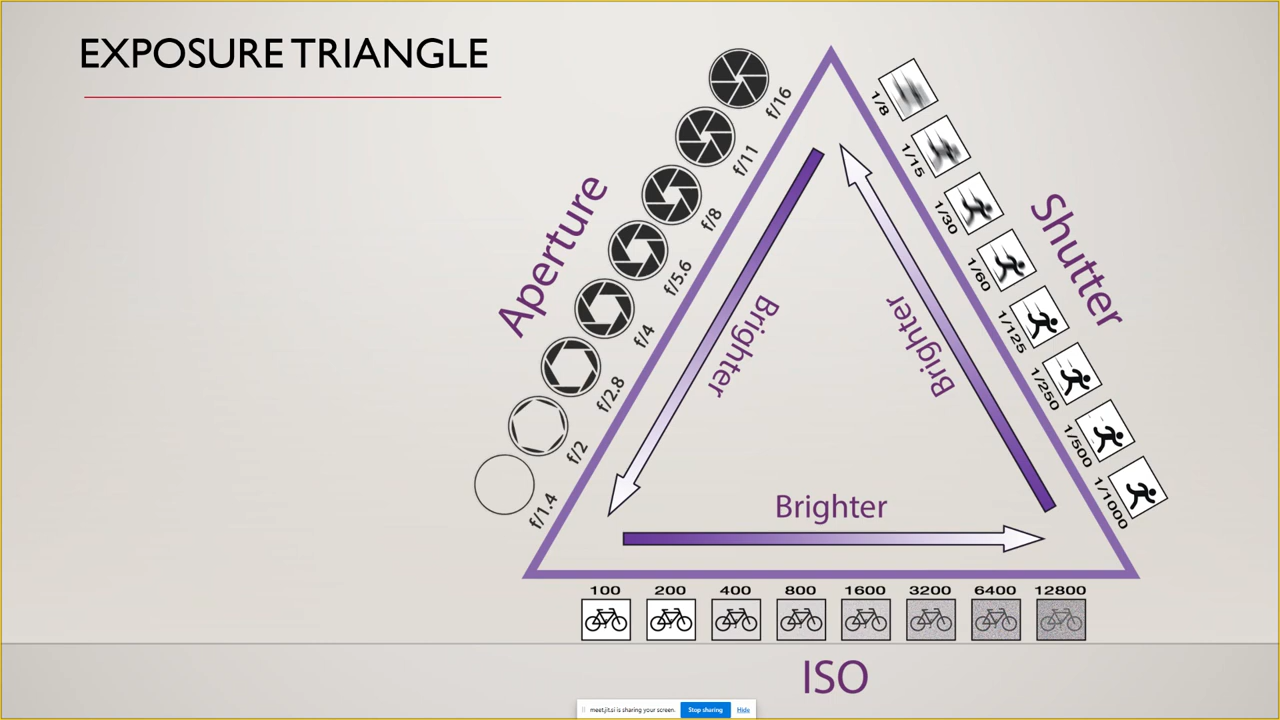 EXPOSURE TRIANGLE
Aperture
f/16
f/11
f/8
f/5.6
f/4
f/2.8
f/2
f/1.4
Shutter
1/8
1/15
1/30
1/60
1/125
1/250
1/500
1/1000
Brighter
Brighter
Brighter
100 200 400 800 1600 3200 6400 12800
ISO
meet.jit.si is sharing your screen. Stop sharing Hide